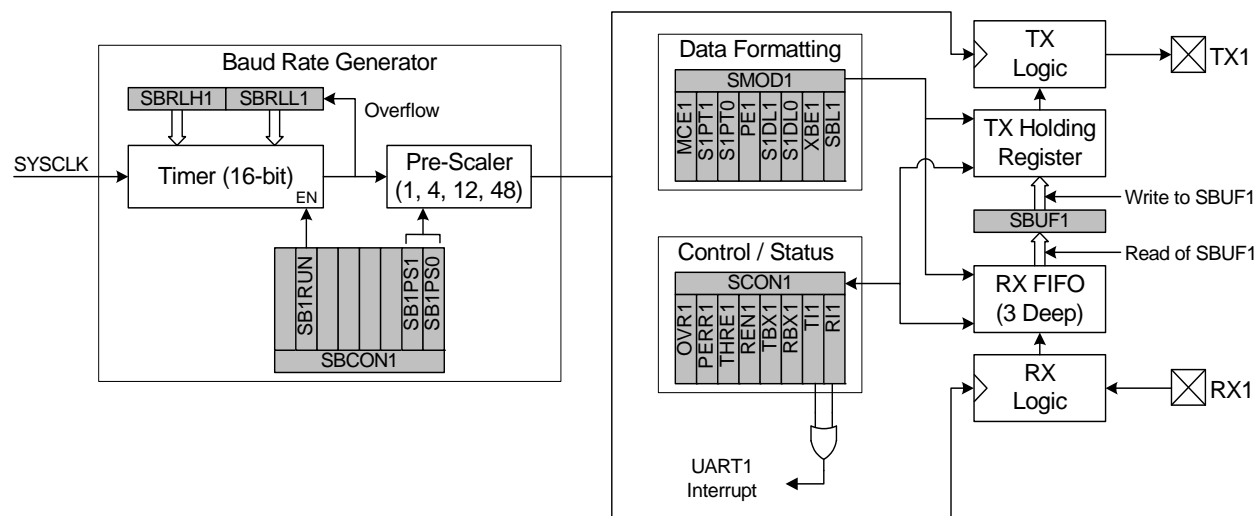 Baud Rate Generator
SBRLH1 SBRLL1
Overflow
SYSCLK
Timer (16-bit)
EN
Pre-Scaler
(1, 4, 12, 48)
SB1RUN
SB1PS1
SB1PS0
SBCON1
Data Formatting
SMOD1
MCE1
S1PT1
S1PT0
PE1
S1DL1
S1DL0
XBE1
SBL1
Control / Status
SCON1
OVR1
PERR1
THRE1
REN1
TBX1
RBX1
TI1
RI1
UART1
Interrupt
TX
Logic
TX1
TX Holding
Register
Write to SBUF1
SBUF1
Read of SBUF1
RX FIFO
(3 Deep)
RX
Logic
RX1